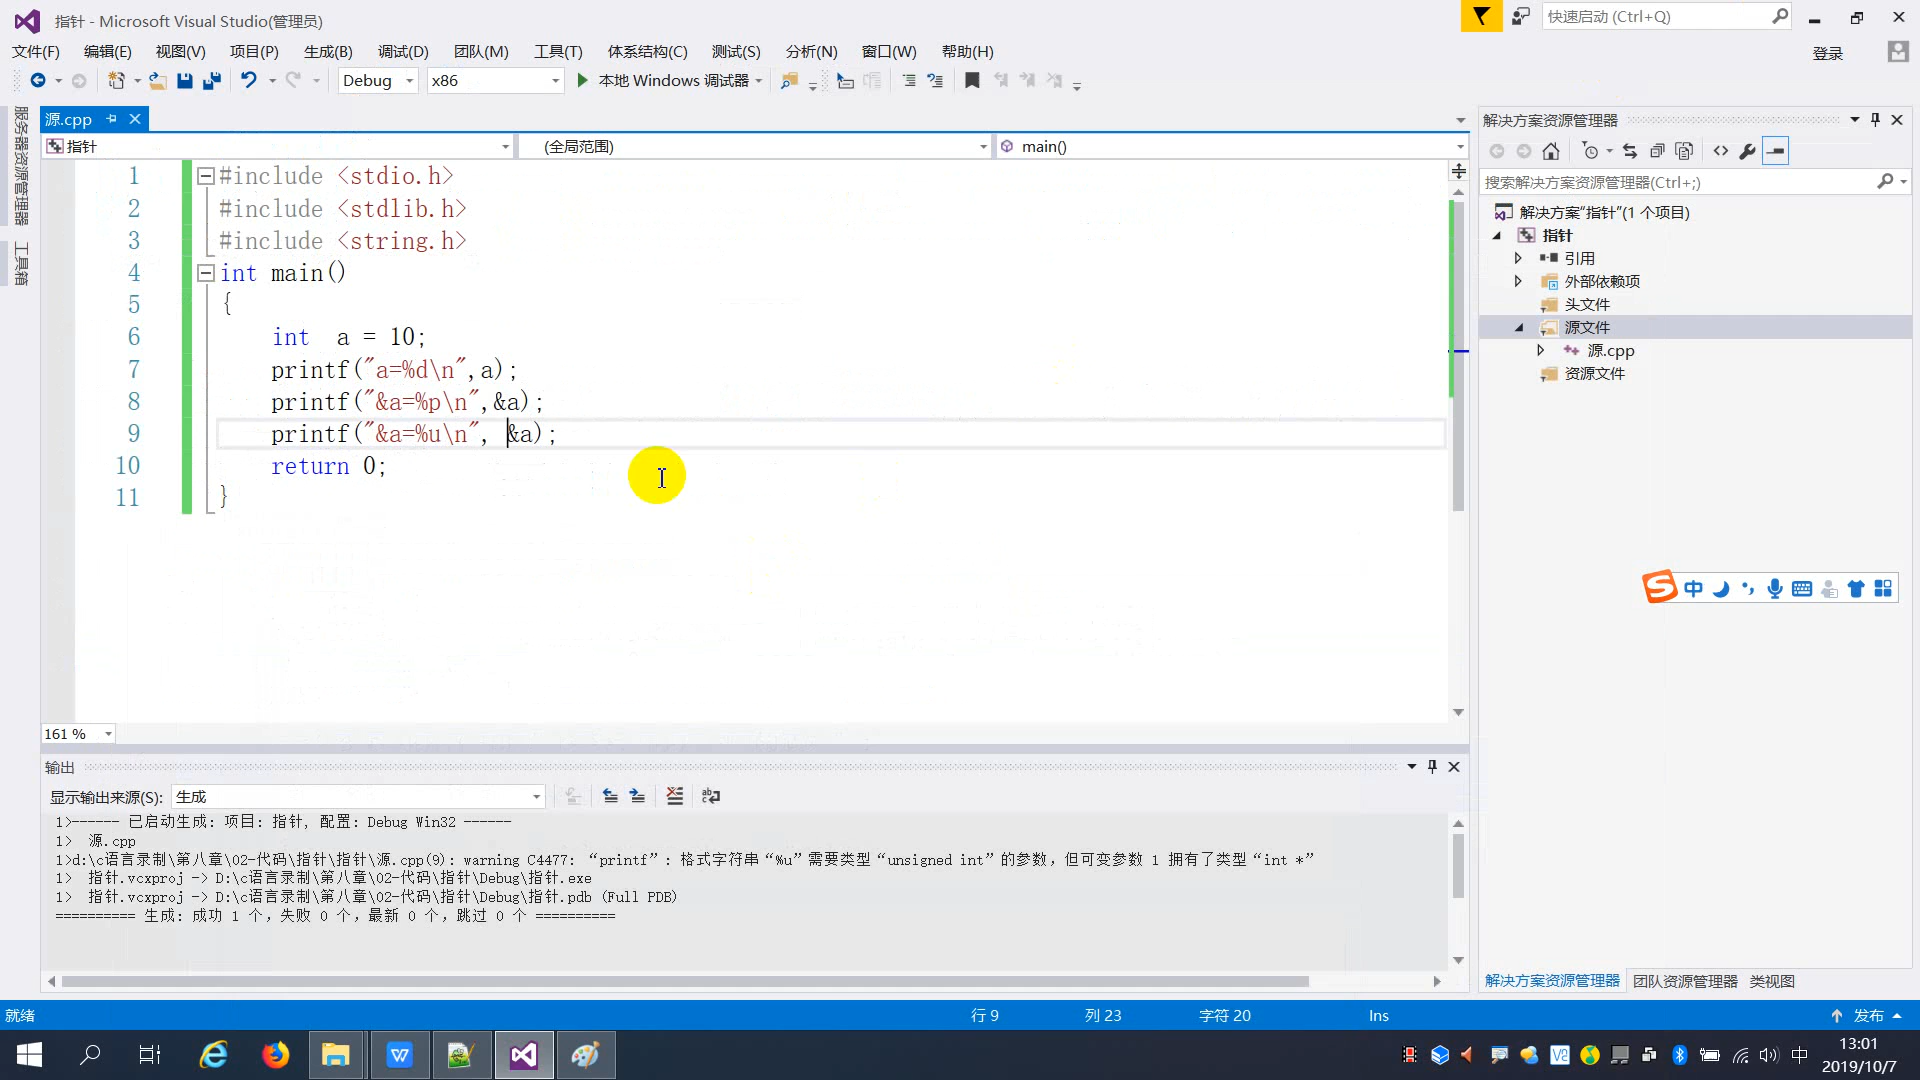 指针 - Microsoft Visual Studio(管理员)
快速启动 (Ctrl+Q)
文件(F) 编辑(E) 视图(V) 项目(P) 生成(B) 调试(D) 团队(M) 工具(T) 体系结构(C) 测试(S) 分析(N) 窗口(W) 帮助(H)
登录
Debug x86 本地 Windows 调试器
服务器资源管理器
工具箱
源.cpp
指针 (全局范围) main()
1 #include <stdio.h>
2 #include <stdlib.h>
3 #include <string.h>
4 int main()
5 {
6 int  a = 10;
7 printf("a=%d\n",a);
8 printf("&a=%p\n",&a);
9 printf("&a=%u\n", &a);
10 return 0;
11 }
161 %
输出
显示输出来源(S): 生成
1>------ 已启动生成: 项目: 指针, 配置: Debug Win32 ------
1>  源.cpp
1>d:\c语言录制\第八章\02-代码\指针\指针\源.cpp(9): warning C4477: “printf”: 格式字符串“%u”需要类型“unsigned int”的参数，但可变参数 1 拥有了类型“int *”
1>  指针.vcxproj -> D:\c语言录制\第八章\02-代码\指针\Debug\指针.exe
1>  指针.vcxproj -> D:\c语言录制\第八章\02-代码\指针\Debug\指针.pdb (Full PDB)
========== 生成: 成功 1 个，失败 0 个，最新 0 个，跳过 0 个 ==========
解决方案资源管理器
搜索解决方案资源管理器(Ctrl+;)
解决方案"指针"(1 个项目)
指针
引用
外部依赖项
头文件
源文件
源.cpp
资源文件
中
解决方案资源管理器 团队资源管理器 类视图
就绪 行 9 列 23 字符 20 Ins 发布
中
13:01
2019/10/7